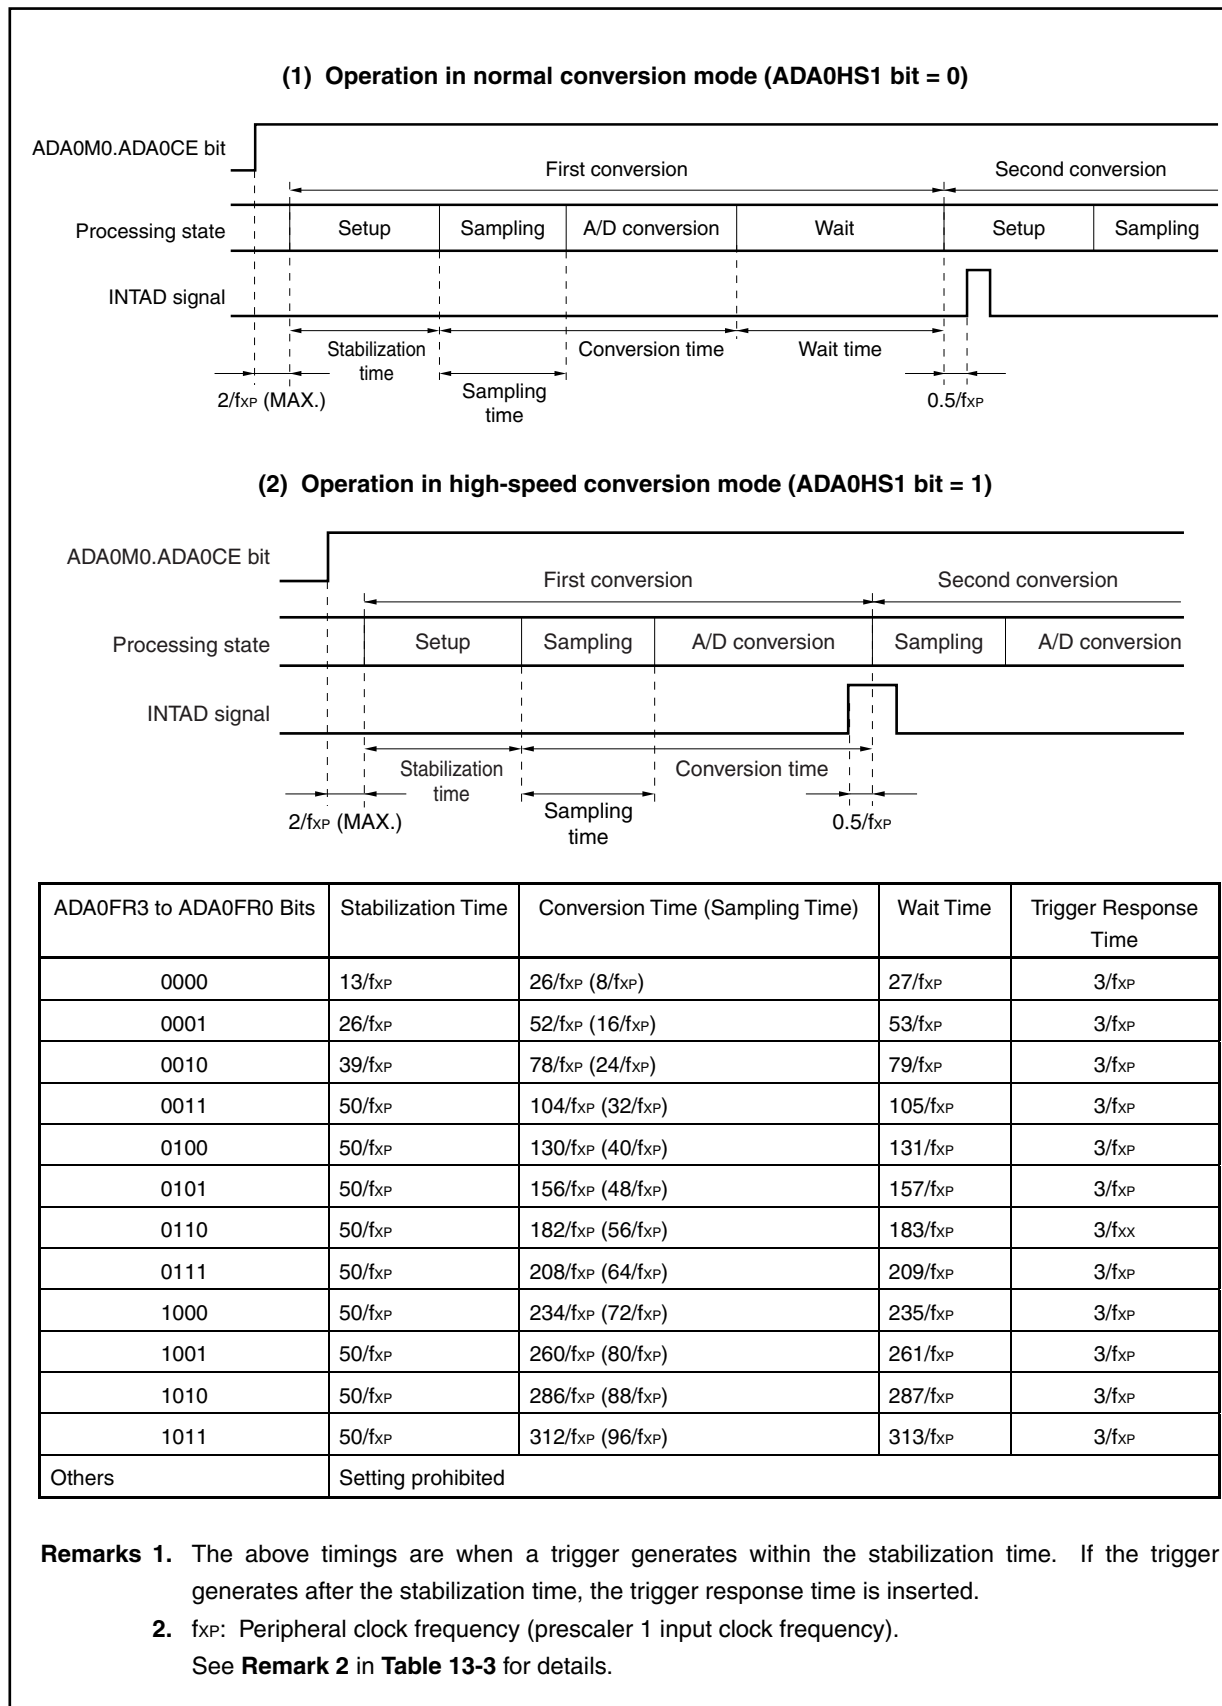 (1) Operation in normal conversion mode (ADA0HS1 bit = 0)
ADA0M0.ADA0CE bit
First conversion
Second conversion
Processing state
Setup
Sampling
A/D conversion
Wait
Setup
Sampling
INTAD signal
Stabilization
time
Conversion time
Wait time
2/fXP (MAX.)
Sampling
time
0.5/fXP
(2) Operation in high-speed conversion mode (ADA0HS1 bit = 1)
ADA0M0.ADA0CE bit
First conversion
Second conversion
Processing state
Setup
Sampling
A/D conversion
Sampling
A/D conversion
INTAD signal
Stabilization
time
Conversion time
2/fXP (MAX.)
Sampling
time
0.5/fXP
ADA0FR3 to ADA0FR0 Bits Stabilization Time Conversion Time (Sampling Time) Wait Time Trigger Response
Time
0000 13/fXP 26/fXP (8/fXP) 27/fXP 3/fXP
0001 26/fXP 52/fXP (16/fXP) 53/fXP 3/fXP
0010 39/fXP 78/fXP (24/fXP) 79/fXP 3/fXP
0011 50/fXP 104/fXP (32/fXP) 105/fXP 3/fXP
0100 50/fXP 130/fXP (40/fXP) 131/fXP 3/fXP
0101 50/fXP 156/fXP (48/fXP) 157/fXP 3/fXP
0110 50/fXP 182/fXP (56/fXP) 183/fXP 3/fXX
0111 50/fXP 208/fXP (64/fXP) 209/fXP 3/fXP
1000 50/fXP 234/fXP (72/fXP) 235/fXP 3/fXP
1001 50/fXP 260/fXP (80/fXP) 261/fXP 3/fXP
1010 50/fXP 286/fXP (88/fXP) 287/fXP 3/fXP
1011 50/fXP 312/fXP (96/fXP) 313/fXP 3/fXP
Others Setting prohibited
Remarks 1. The above timings are when a trigger generates within the stabilization time. If the trigger
generates after the stabilization time, the trigger response time is inserted.
2. fXP: Peripheral clock frequency (prescaler 1 input clock frequency).
See Remark 2 in Table 13-3 for details.